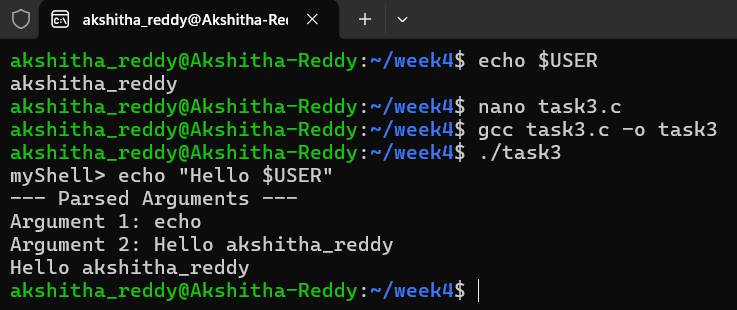 akshitha_reddy@Akshitha-Red
akshitha_reddy@Akshitha-Reddy:~/week4$ echo $USER
akshitha_reddy
akshitha_reddy@Akshitha-Reddy:~/week4$ nano task3.c
akshitha_reddy@Akshitha-Reddy:~/week4$ gcc task3.c -o task3
akshitha_reddy@Akshitha-Reddy:~/week4$ ./task3
myShell> echo "Hello $USER"
--- Parsed Arguments ---
Argument 1: echo
Argument 2: Hello akshitha_reddy
Hello akshitha_reddy
akshitha_reddy@Akshitha-Reddy:~/week4$